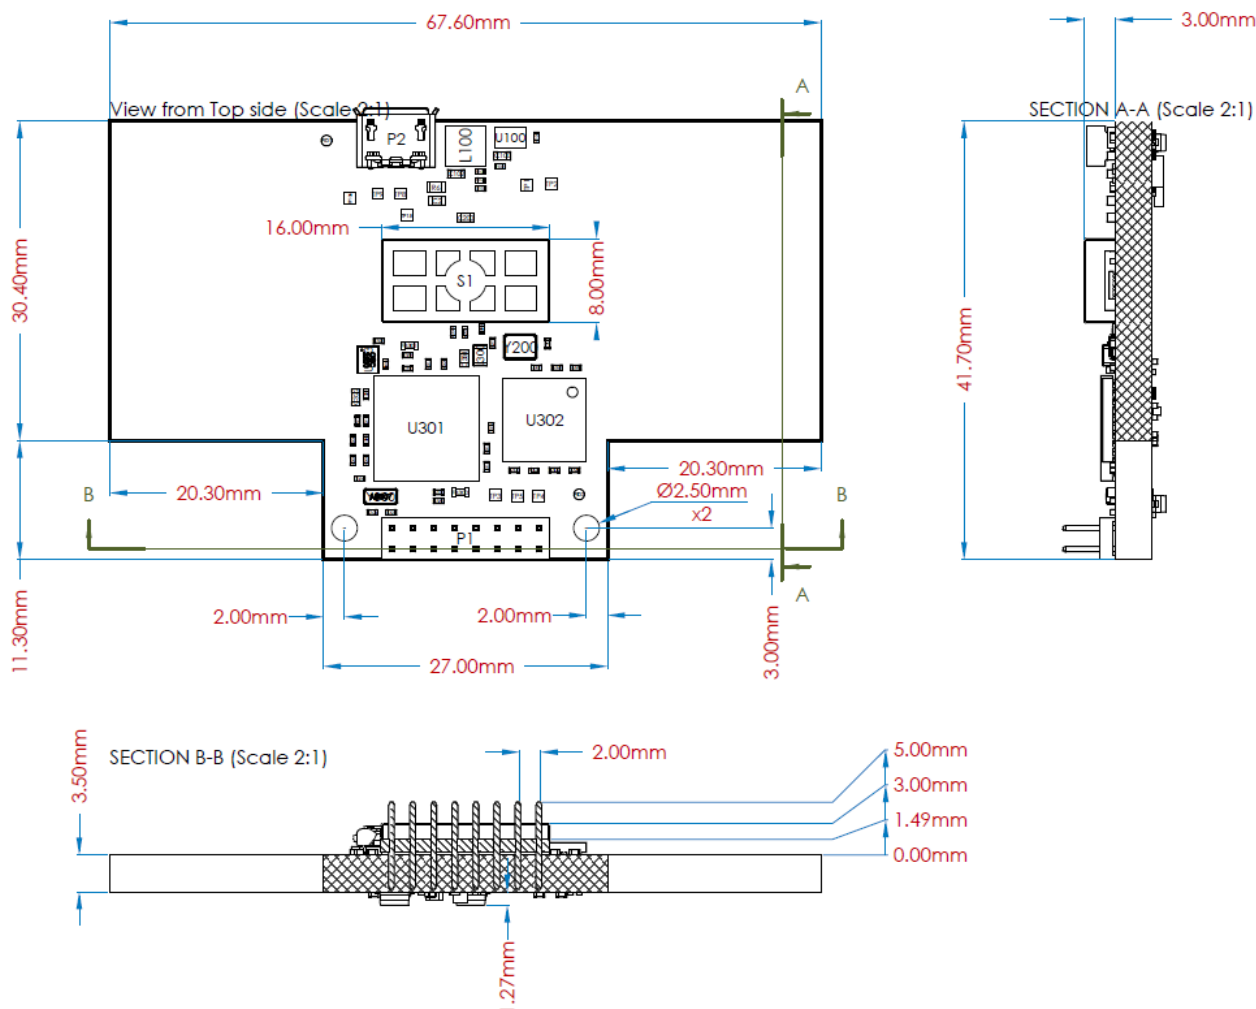 67.60mm
3.00mm
A
View from Top side (Scale 2:1)
SECTION A-A (Scale 2:1)
P2
L100
U100
16.00mm
S1
8.00mm
30.40mm
41.70mm
Y200
U301
U302
20.30mm
20.30mm
Ø2.50mm
x2
B
B
P1
A
2.00mm
2.00mm
3.00mm
11.30mm
27.00mm
SECTION B-B (Scale 2:1)
3.50mm
2.00mm
5.00mm
3.00mm
1.49mm
0.00mm
1.27mm